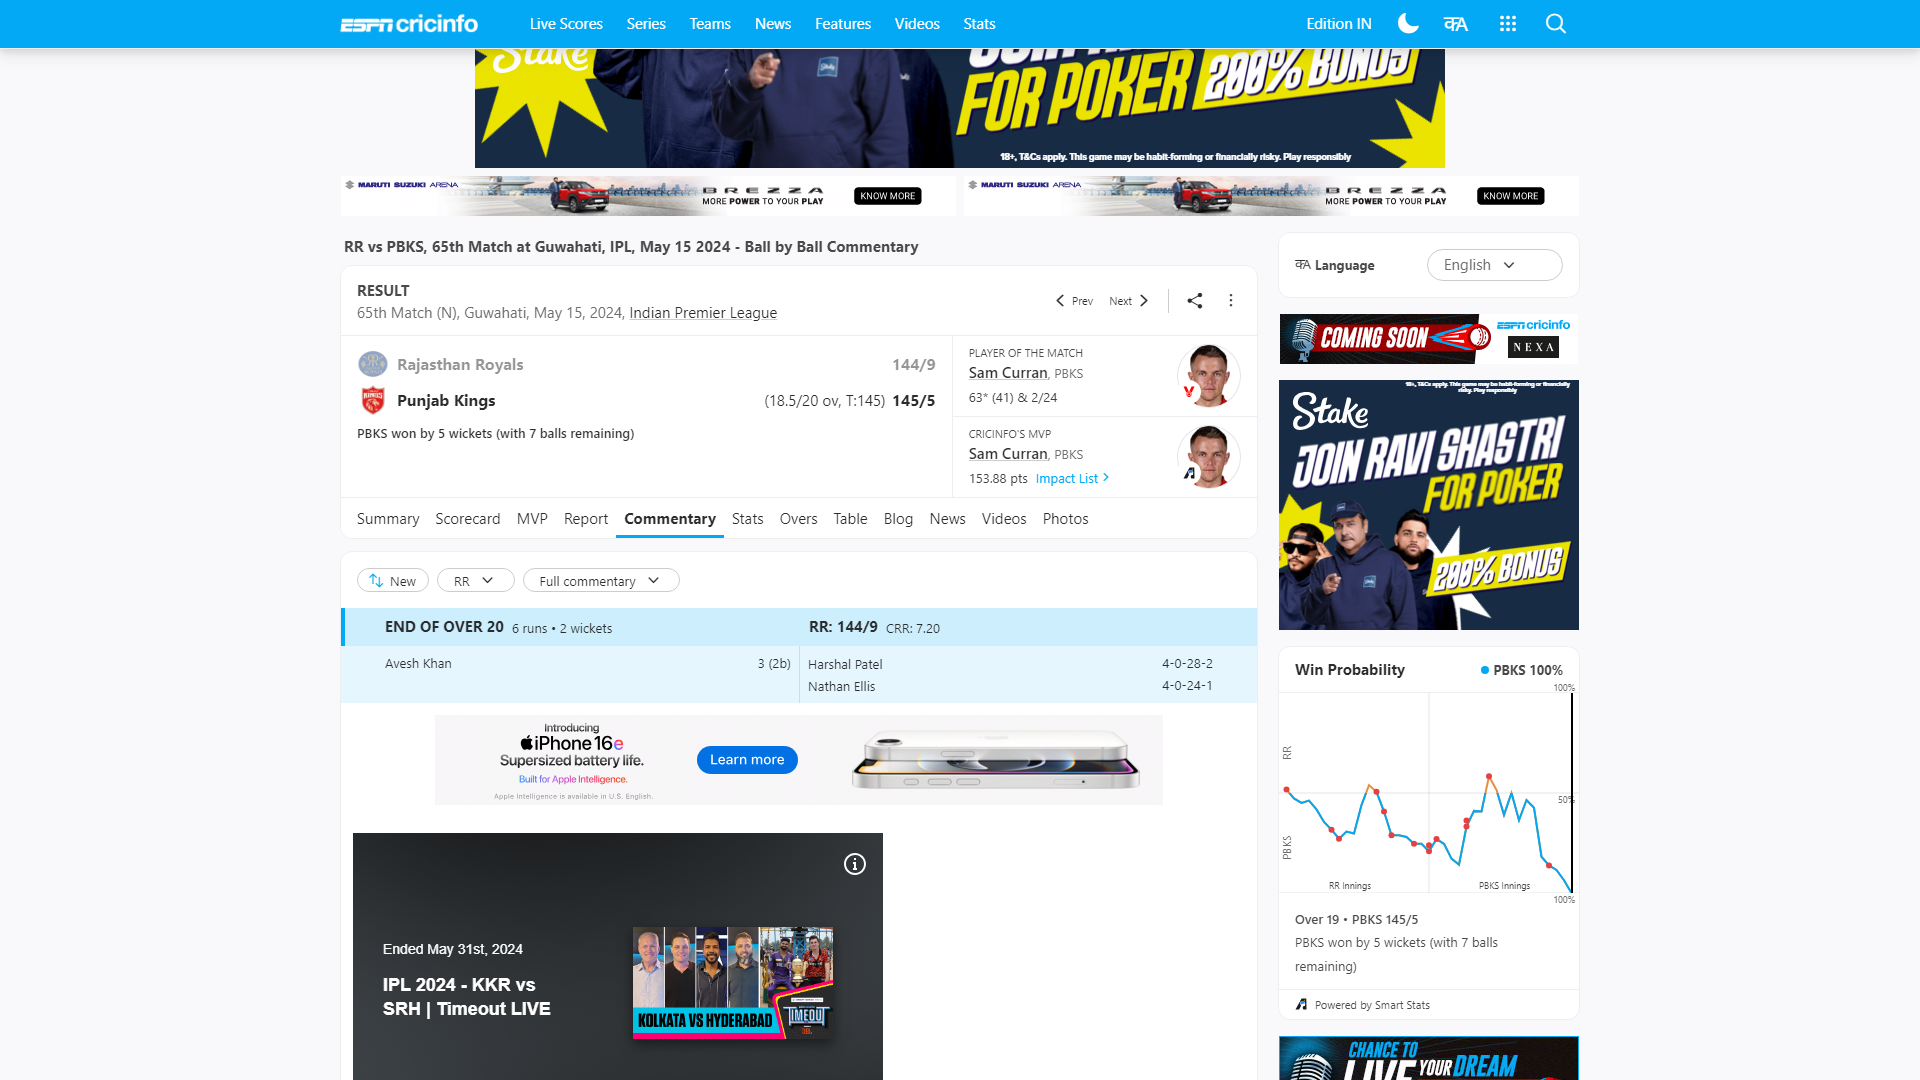 ESPN cricinfo
Live Scores
Series
Teams
News
Features
Videos
Stats
Edition IN
Stake
FOR POKER 200% BONUS
18+, T&Cs apply. This game may be habit-forming or financially risky. Play responsibly
MARUTI SUZUKI ARENA
BREZZA
MORE POWER TO YOUR PLAY
KNOW MORE
MARUTI SUZUKI ARENA
BREZZA
MORE POWER TO YOUR PLAY
KNOW MORE
RR vs PBKS, 65th Match at Guwahati, IPL, May 15 2024 - Ball by Ball Commentary
RESULT
65th Match (N), Guwahati, May 15, 2024, Indian Premier League
Prev
Next
Rajasthan Royals
144/9
Punjab Kings
(18.5/20 ov, T:145) 145/5
PBKS won by 5 wickets (with 7 balls remaining)
PLAYER OF THE MATCH
Sam Curran, PBKS
63* (41) & 2/24
CRICINFO'S MVP
Sam Curran, PBKS
153.88 pts Impact List
Summary
Scorecard
MVP
Report
Commentary
Stats
Overs
Table
Blog
News
Videos
Photos
New
RR
Full commentary
END OF OVER 20 6 runs • 2 wickets
RR: 144/9 CRR: 7.20
Avesh Khan
3 (2b)
Harshal Patel
4-0-28-2
Nathan Ellis
4-0-24-1
Introducing
iPhone 16e
Supersized battery life.
Built for Apple Intelligence.
Apple Intelligence is available in U.S. English.
Learn more
Ended May 31st, 2024
IPL 2024 - KKR vs
SRH | Timeout LIVE
KOLKATA VS HYDERABAD
TIMEOUT
Language
English
COMING SOON
ESPN cricinfo
NEXA
18+, T&Cs apply. This game may be habit-forming or financially
risky. Play responsibly
Stake
JOIN RAVI SHASTRI
FOR POKER
200% BONUS
Win Probability
PBKS 100%
100%
RR
50%
PBKS
RR Innings
PBKS Innings
100%
Over 19 • PBKS 145/5
PBKS won by 5 wickets (with 7 balls
remaining)
Powered by Smart Stats
CHANCE TO
LIVE YOUR DREAM